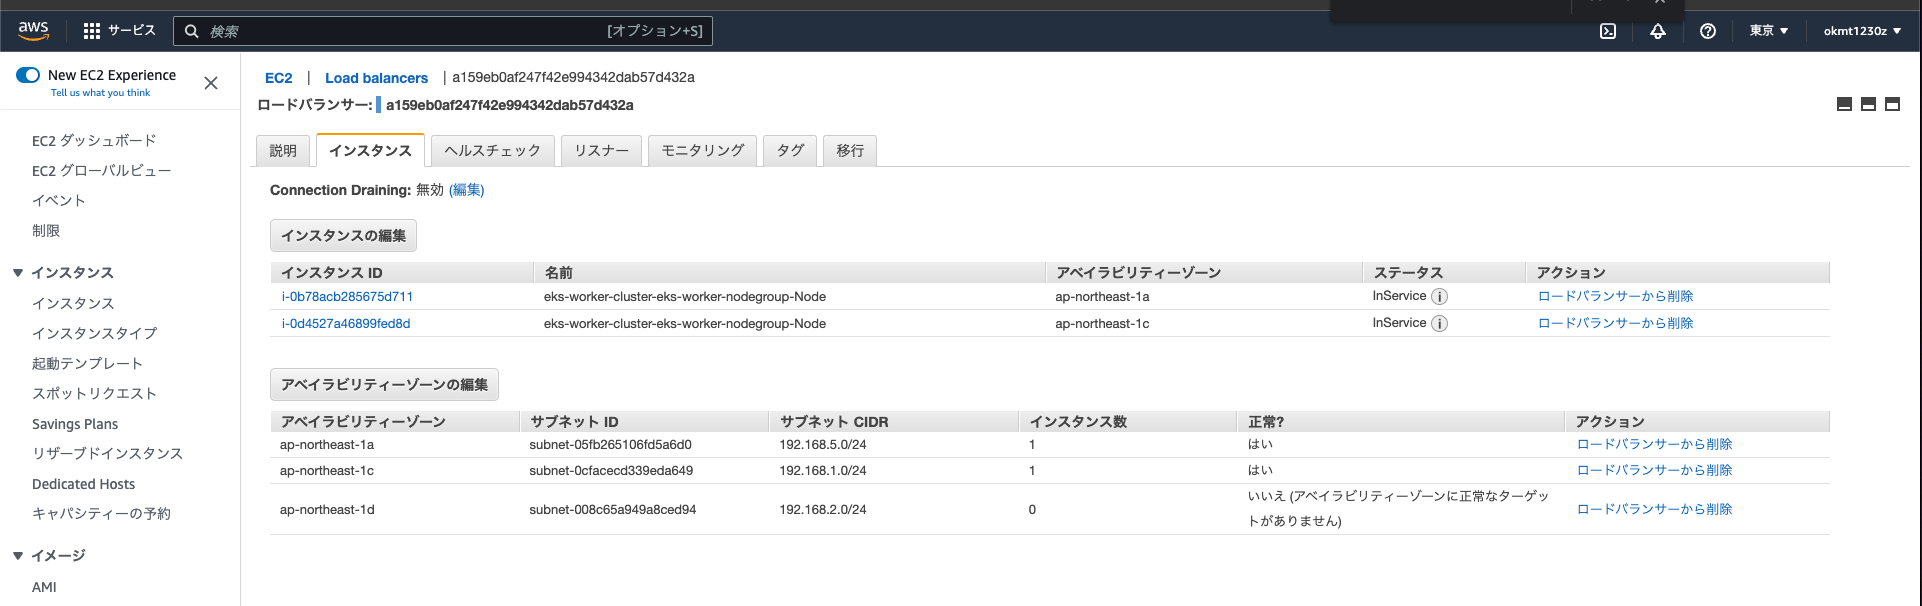 aws サービス 検索 [オプション+S] 東京 ▼ okmt1230z ▼
New EC2 Experience
Tell us what you think
EC2 ダッシュボード
EC2 グローバルビュー
イベント
制限
▼ インスタンス
インスタンス
インスタンスタイプ
起動テンプレート
スポットリクエスト
Savings Plans
リザーブドインスタンス
Dedicated Hosts
キャパシティーの予約
▼ イメージ
AMI
EC2 | Load balancers | a159eb0af247f42e994342dab57d432a
ロードバランサー: a159eb0af247f42e994342dab57d432a
説明 インスタンス ヘルスチェック リスナー モニタリング タグ 移行
Connection Draining: 無効 (編集)
インスタンスの編集
インスタンス ID 名前 アベイラビリティーゾーン ステータス アクション
i-0b78acb285675d711 eks-worker-cluster-eks-worker-nodegroup-Node ap-northeast-1a InService i ロードバランサーから削除
i-0d4527a46899fed8d eks-worker-cluster-eks-worker-nodegroup-Node ap-northeast-1c InService i ロードバランサーから削除
アベイラビリティーゾーンの編集
アベイラビリティーゾーン サブネット ID サブネット CIDR インスタンス数 正常? アクション
ap-northeast-1a subnet-05fb265106fd5a6d0 192.168.5.0/24 1 はい ロードバランサーから削除
ap-northeast-1c subnet-0cfacecd339eda649 192.168.1.0/24 1 はい ロードバランサーから削除
ap-northeast-1d subnet-008c65a949a8ced94 192.168.2.0/24 0 いいえ (アベイラビリティーゾーンに正常なターゲッ
トがありません) ロードバランサーから削除